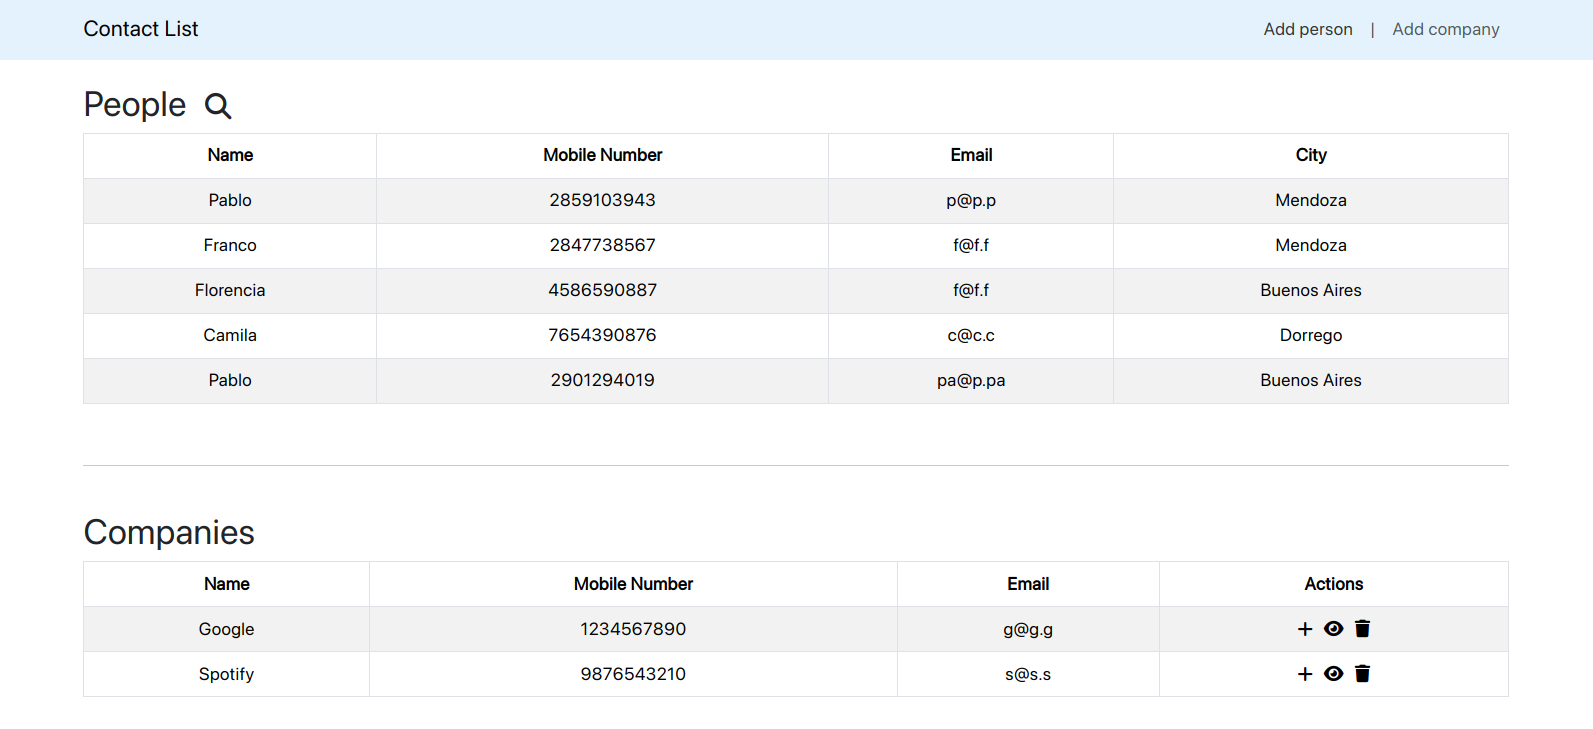 Contact List Add person | Add company
People
Name Mobile Number Email City
Pablo 2859103943 p@p.p Mendoza
Franco 2847738567 f@f.f Mendoza
Florencia 4586590887 f@f.f Buenos Aires
Camila 7654390876 c@c.c Dorrego
Pablo 2901294019 pa@p.pa Buenos Aires
Companies
Name Mobile Number Email Actions
Google 1234567890 g@g.g
Spotify 9876543210 s@s.s